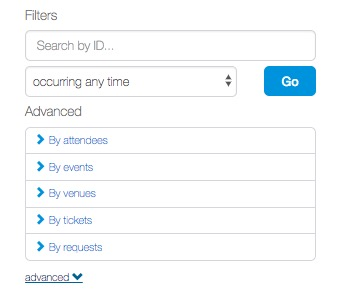 Filters
Search by ID...
occurring any time
Go
Advanced
By attendees
By events
By venues
By tickets
By requests
advanced